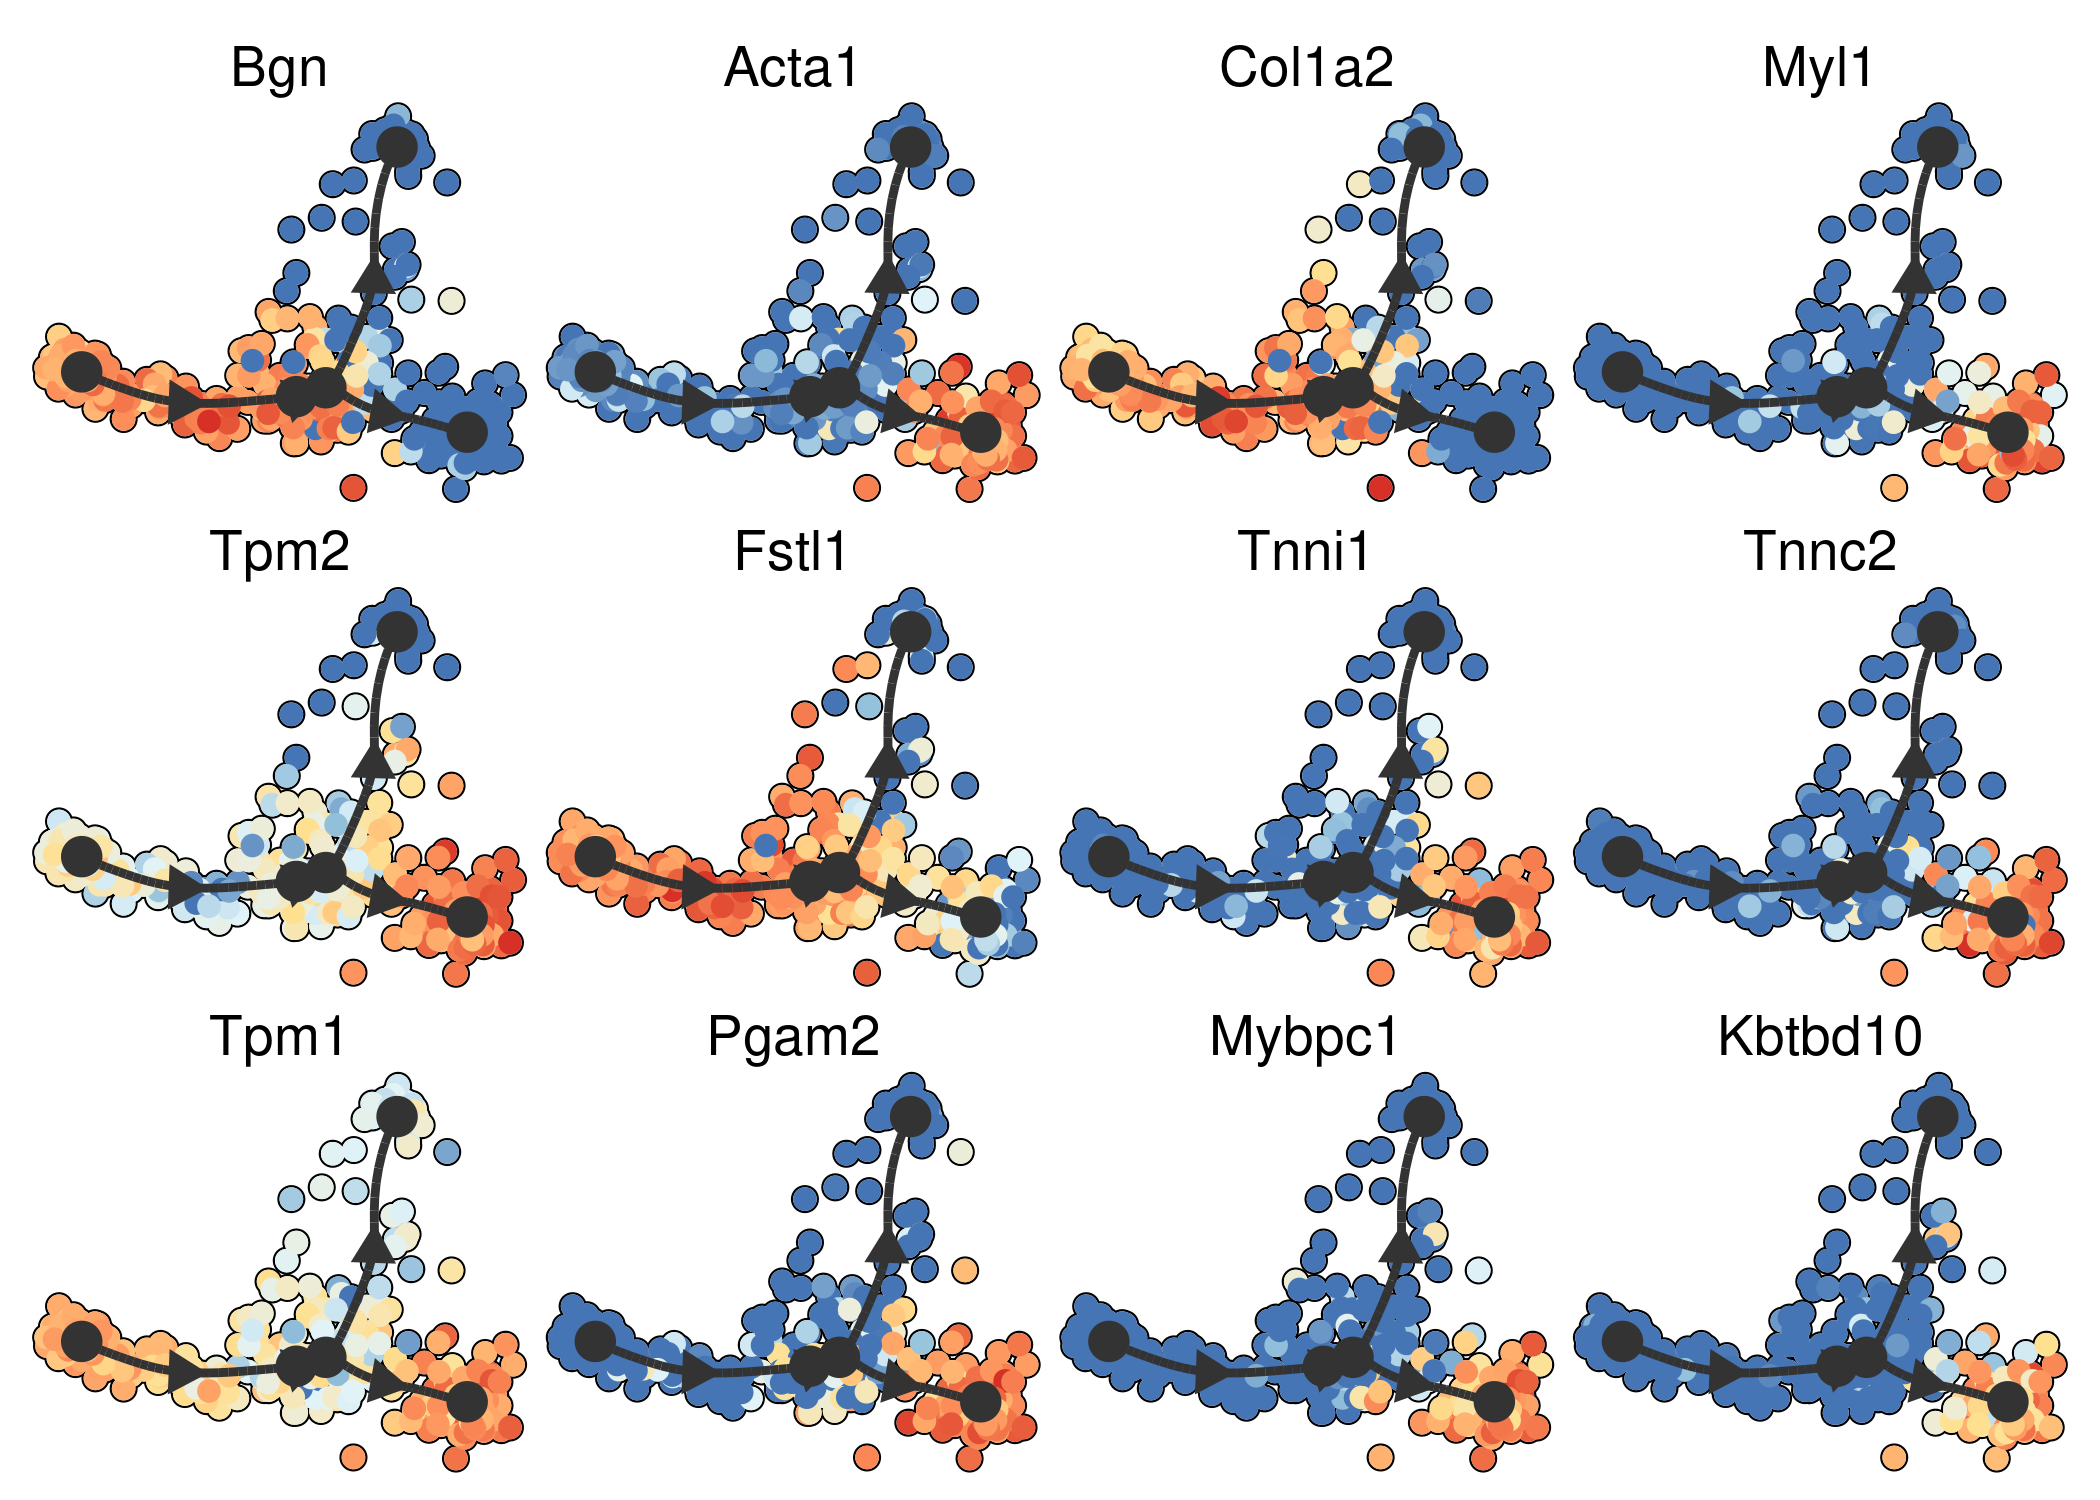 Bgn
Acta1
Col1a2
Myl1
Tpm2
Fstl1
Tnni1
Tnnc2
Tpm1
Pgam2
Mybpc1
Kbtbd10